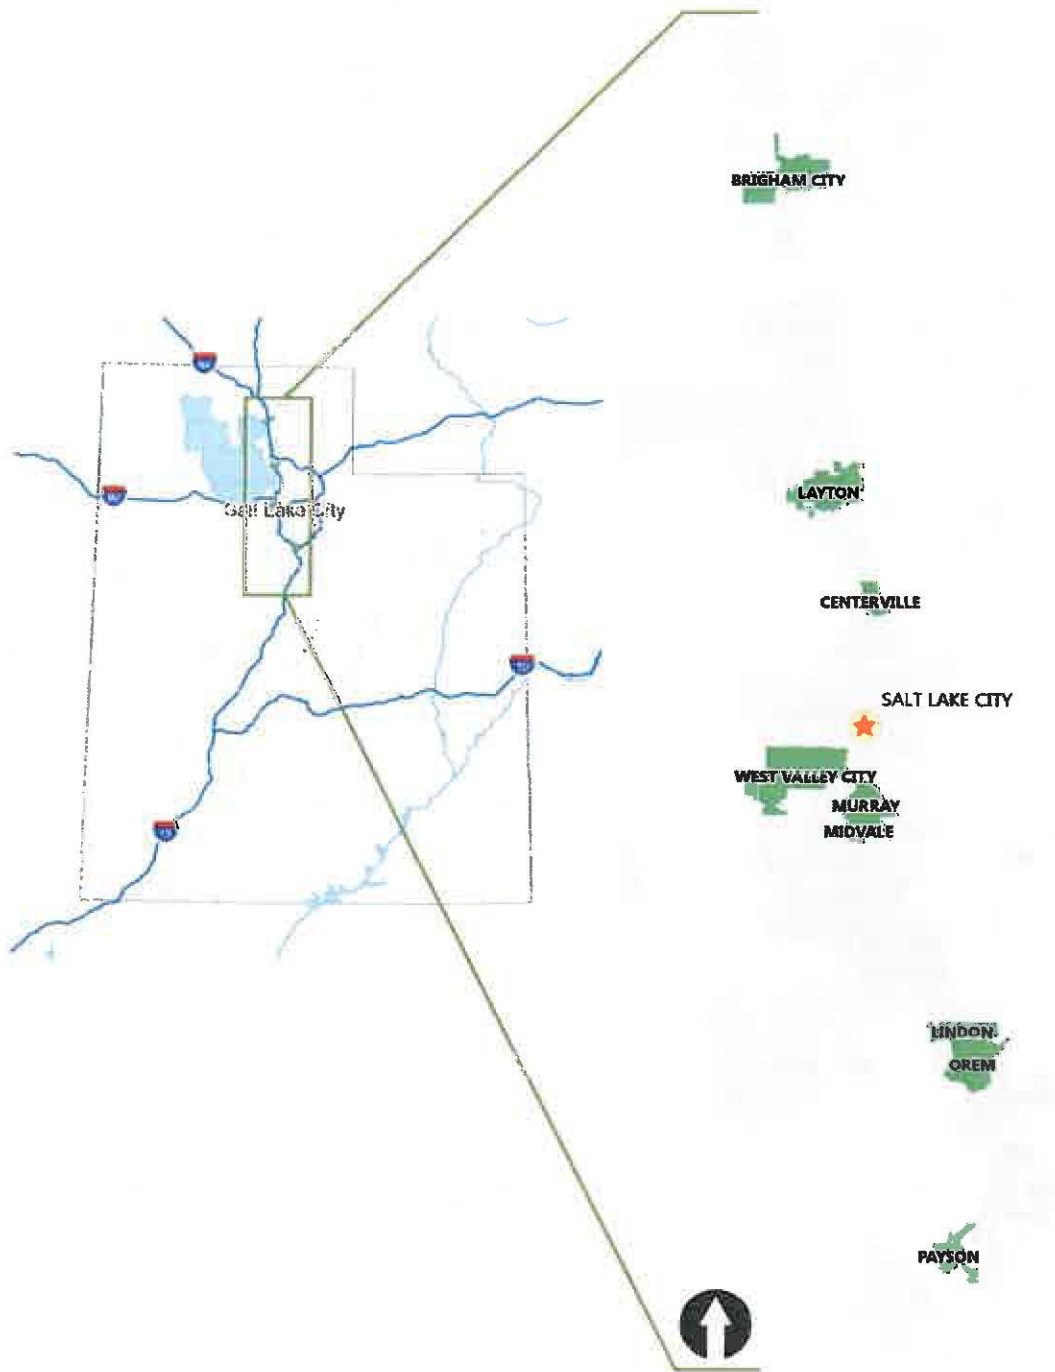 BRIGHAM CITY
LAYTON
Salt Lake City
CENTERVILLE
SALT LAKE CITY
WEST VALLEY CITY
MURRAY
MIDVALE
LINDON
OREM
PAYSON